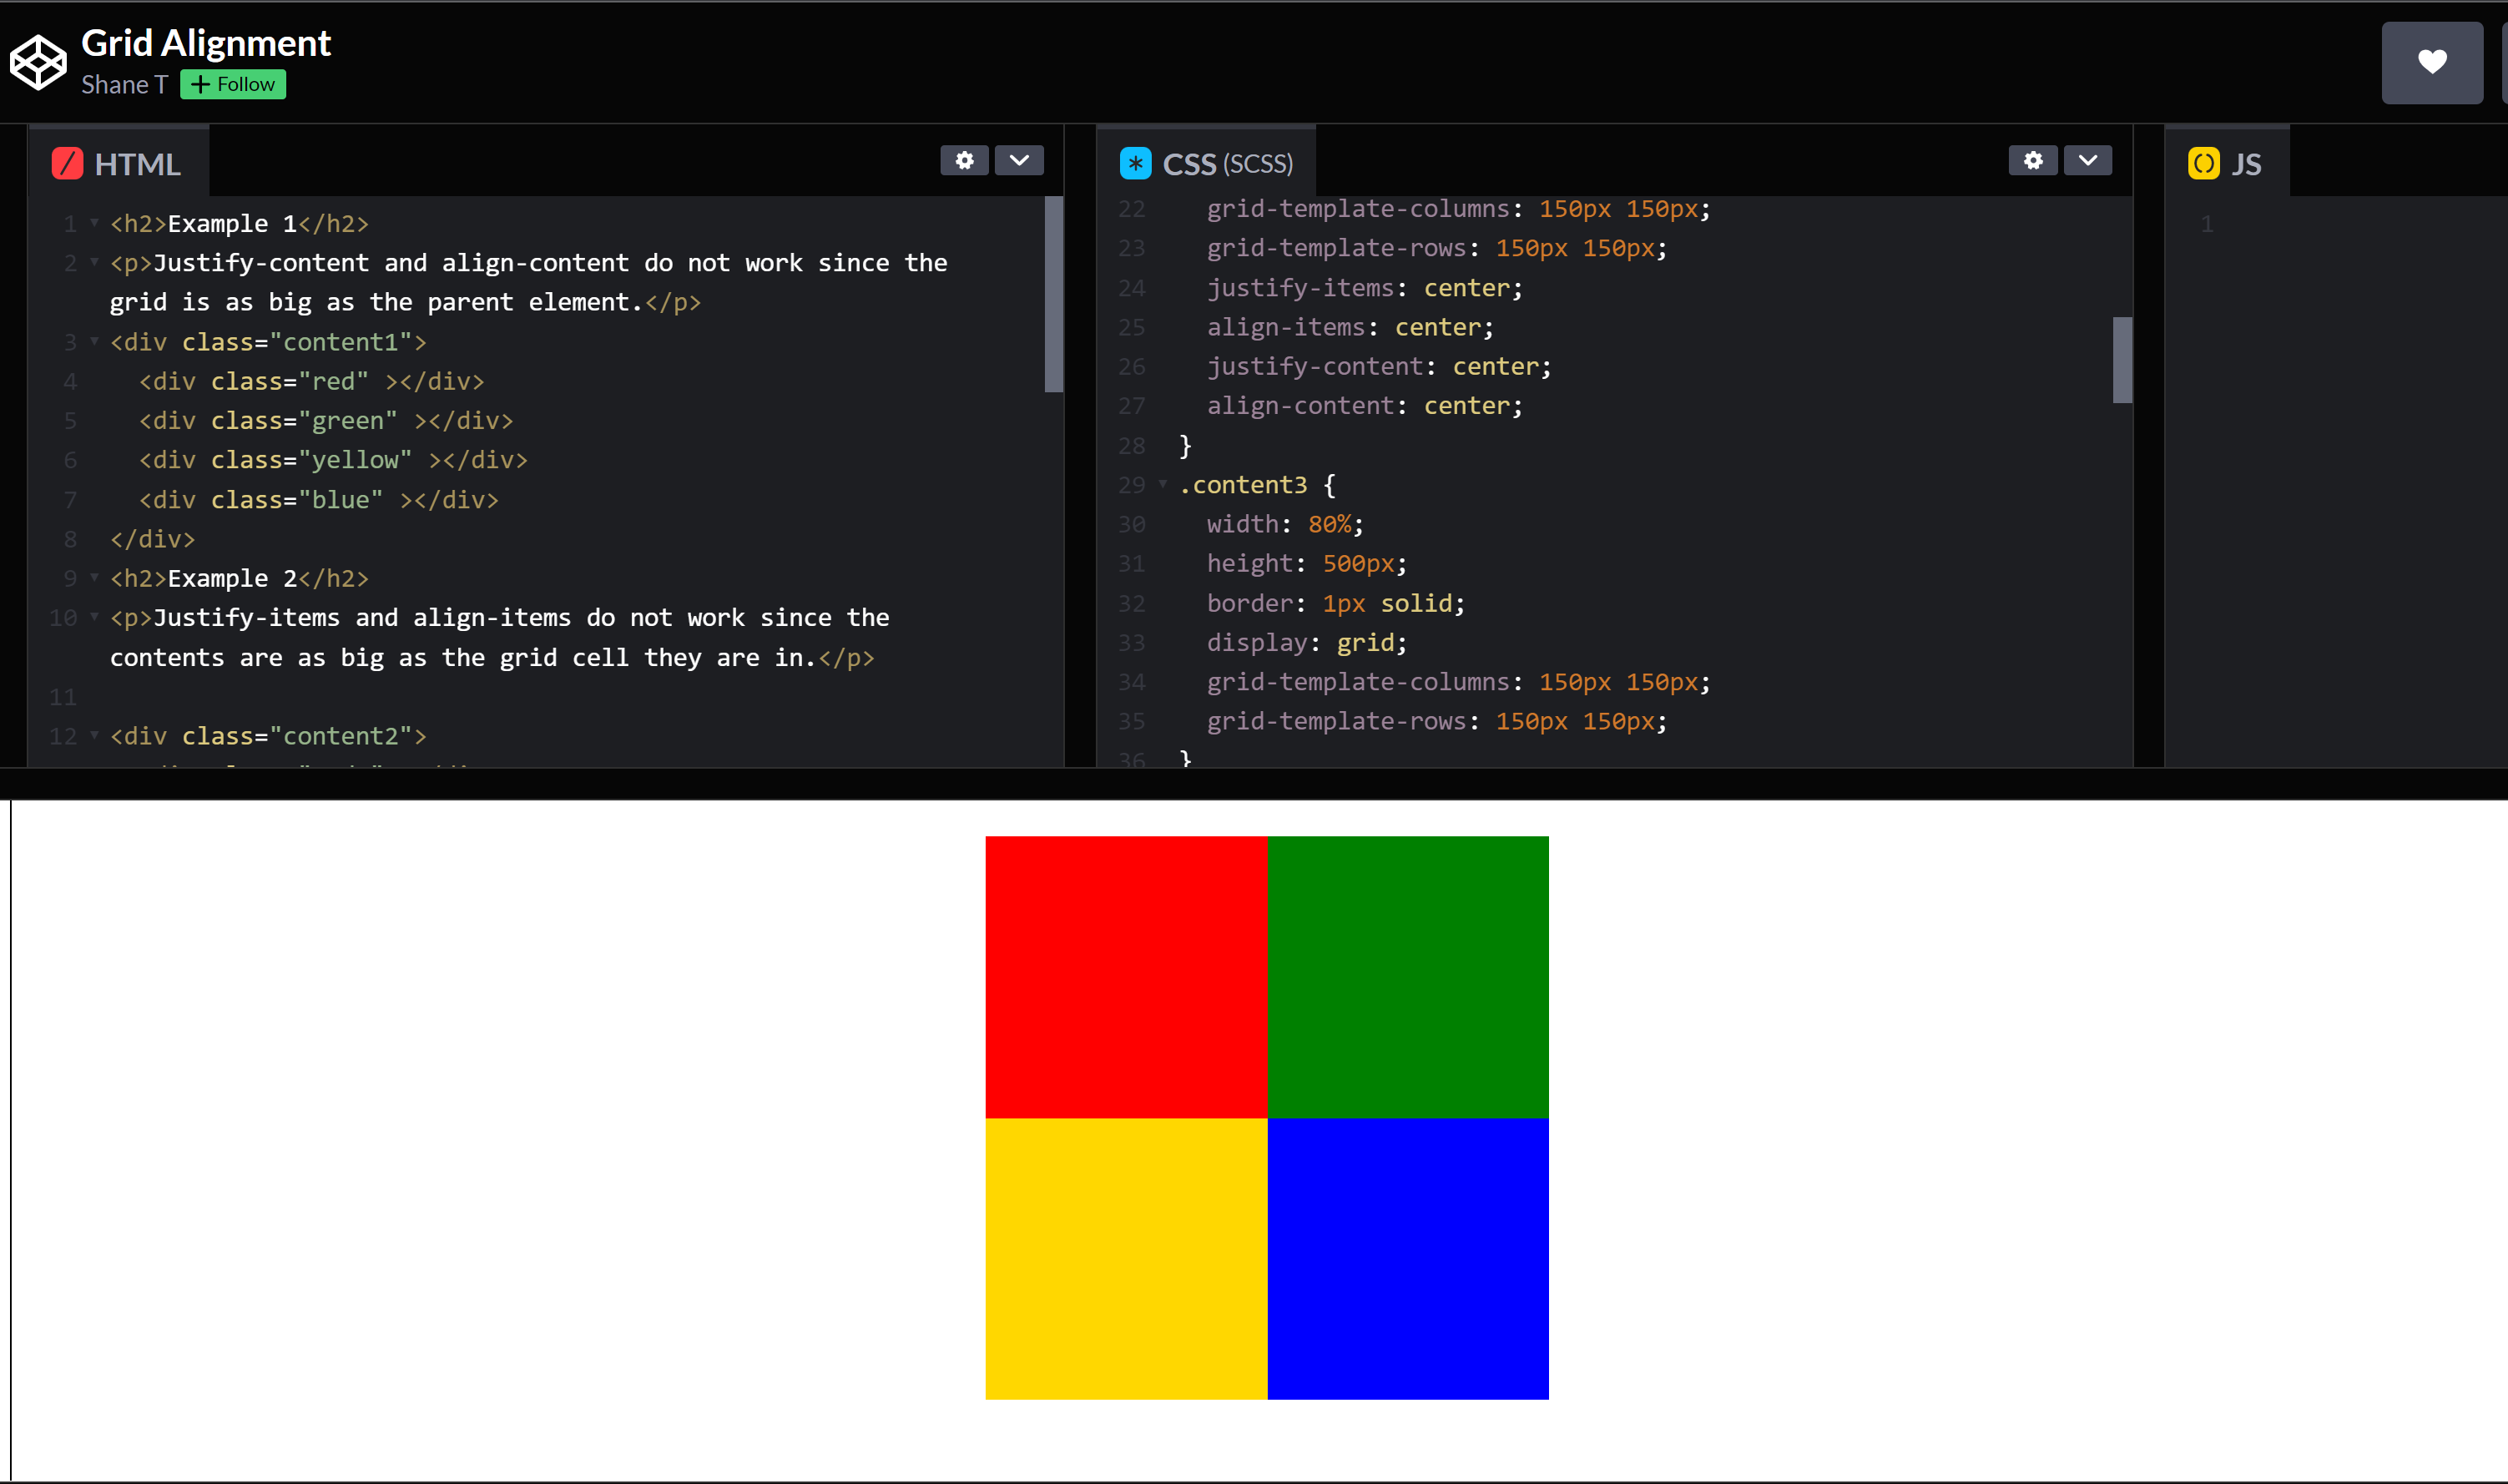 Grid Alignment
Shane T + Follow
HTML
1 <h2>Example 1</h2>
2 <p>Justify-content and align-content do not work since the
grid is as big as the parent element.</p>
3 <div class="content1">
4 <div class="red" ></div>
5 <div class="green" ></div>
6 <div class="yellow" ></div>
7 <div class="blue" ></div>
8 </div>
9 <h2>Example 2</h2>
10 <p>Justify-items and align-items do not work since the
contents are as big as the grid cell they are in.</p>
11
12 <div class="content2">
CSS (SCSS)
22 grid-template-columns: 150px 150px;
23 grid-template-rows: 150px 150px;
24 justify-items: center;
25 align-items: center;
26 justify-content: center;
27 align-content: center;
28 }
29 .content3 {
30 width: 80%;
31 height: 500px;
32 border: 1px solid;
33 display: grid;
34 grid-template-columns: 150px 150px;
35 grid-template-rows: 150px 150px;
36 }
JS
1